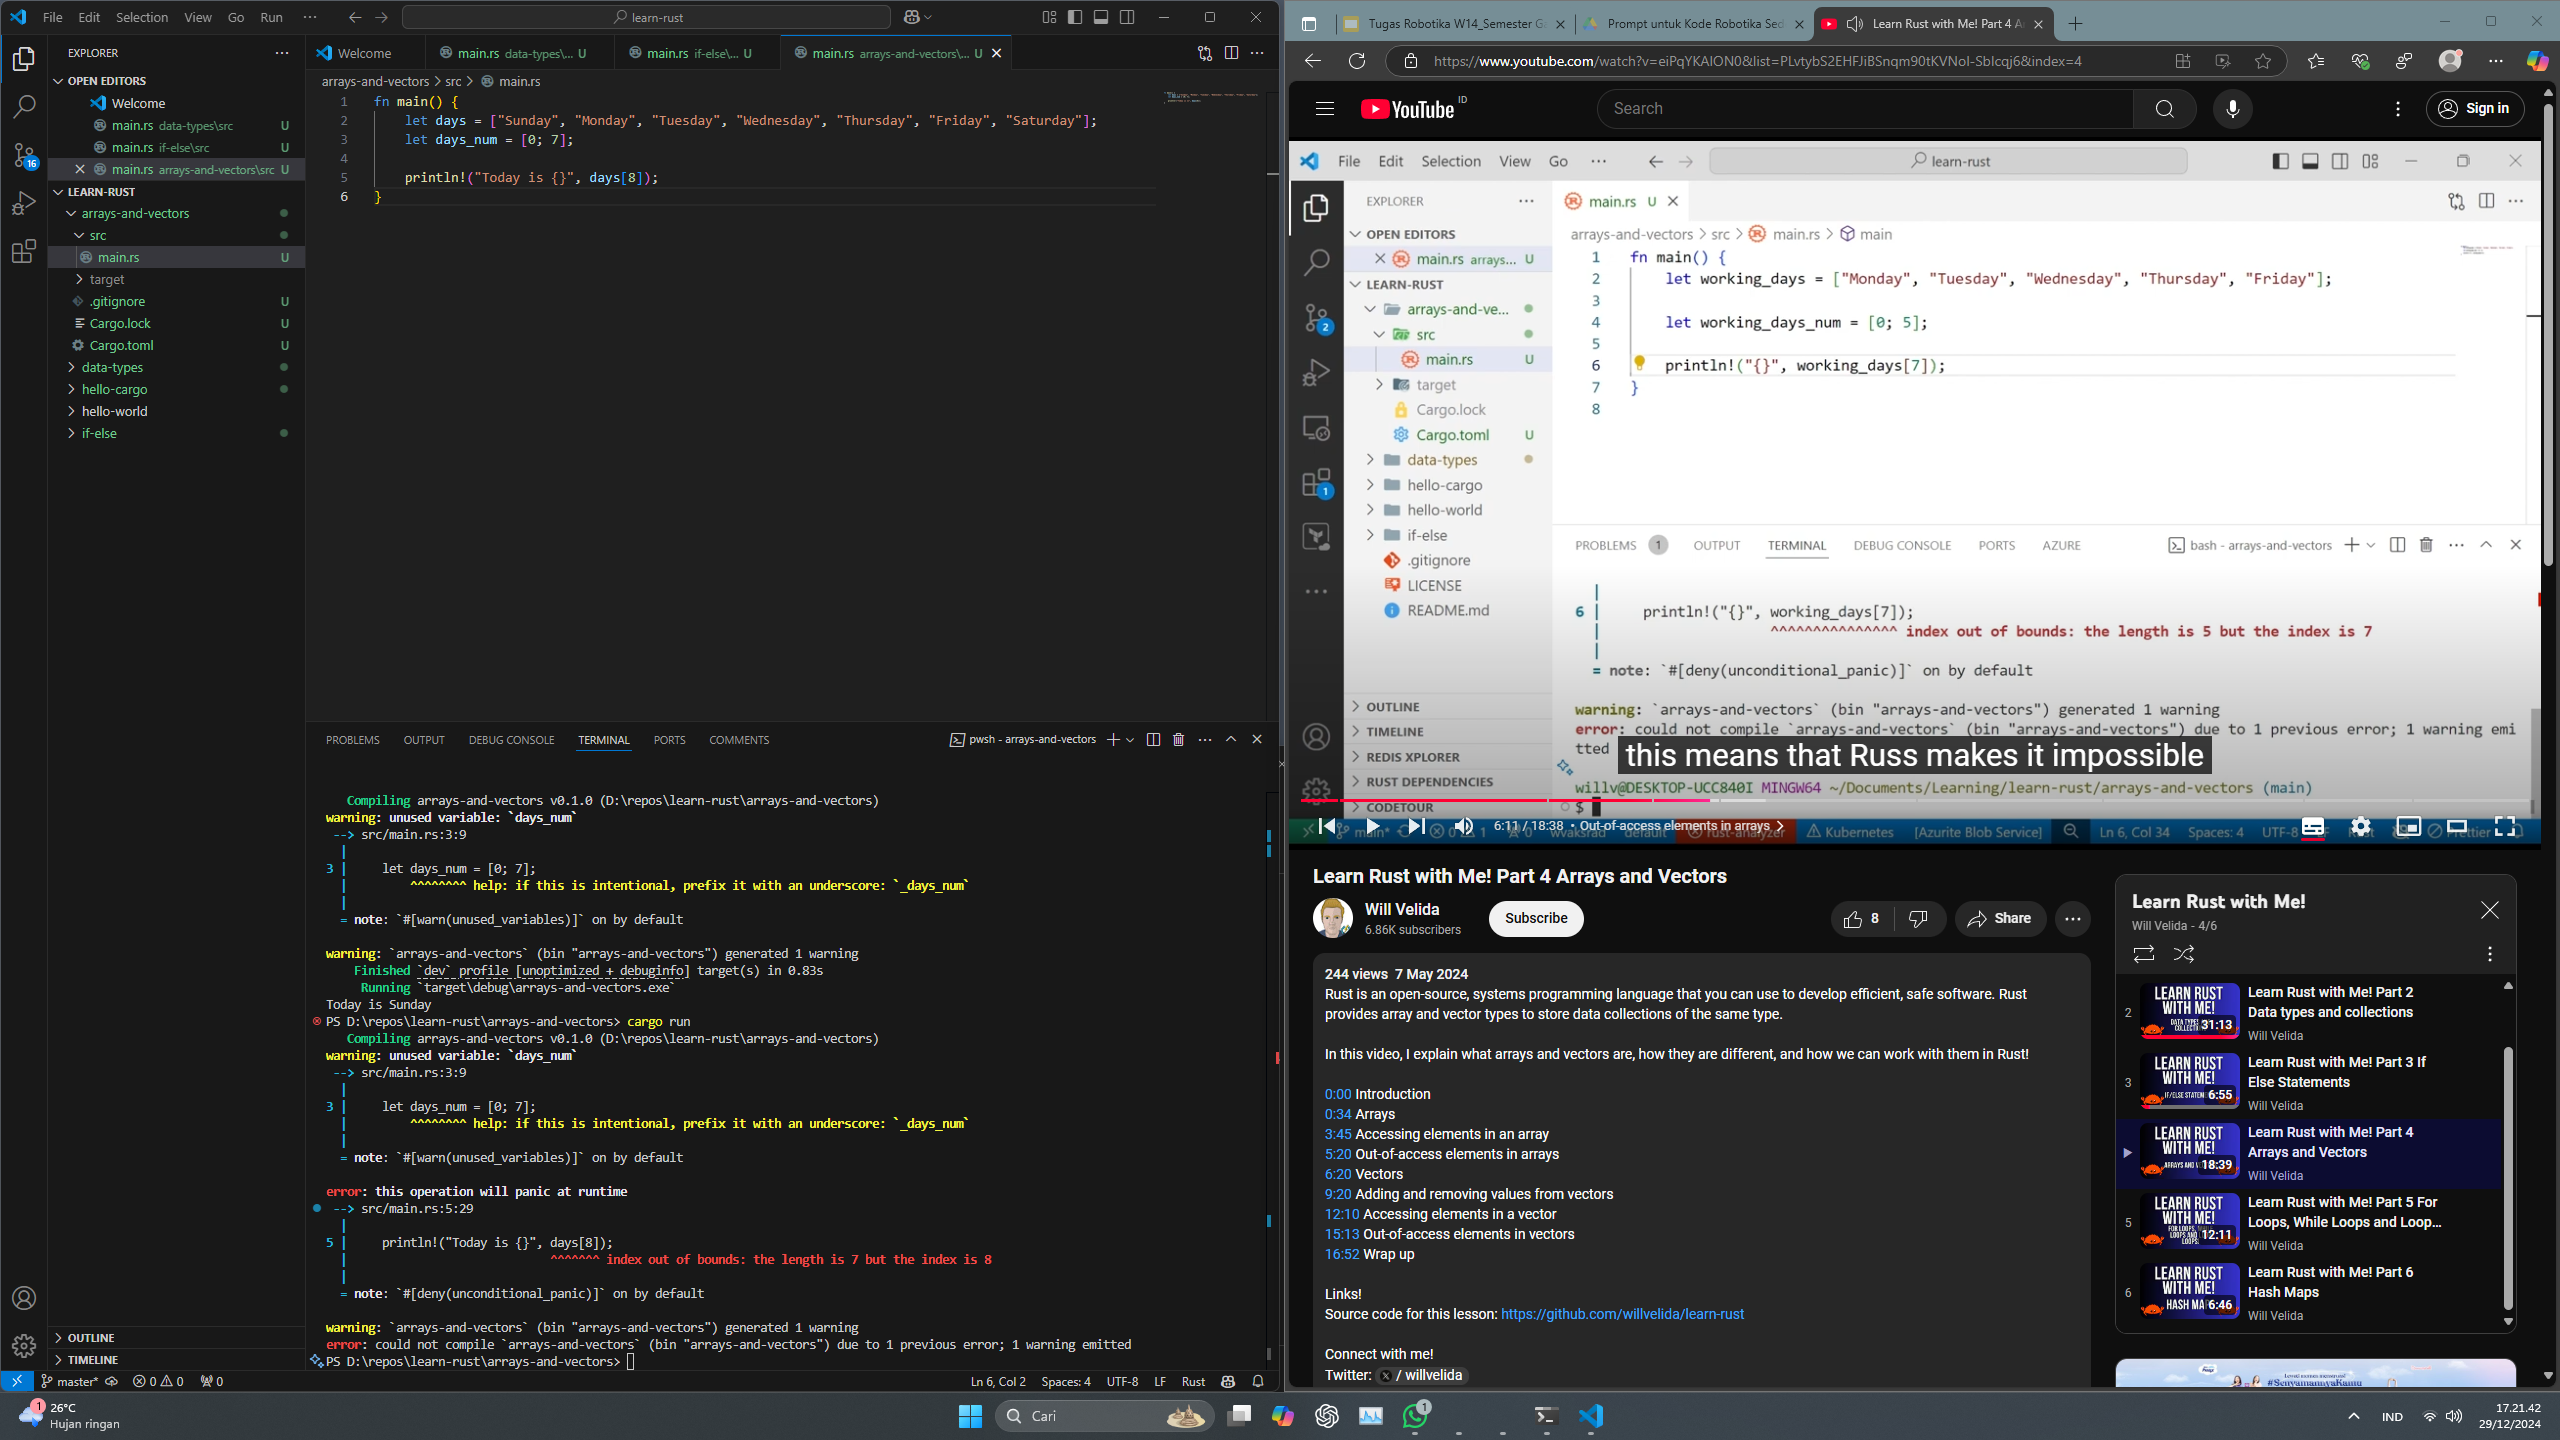 File Edit Selection View Go Run ···
learn-rust
EXPLORER
OPEN EDITORS
Welcome
main.rs data-types\src U
main.rs if-else\src U
main.rs arrays-and-vectors\src U
LEARN-RUST
arrays-and-vectors
src
main.rs U
target
.gitignore U
Cargo.lock U
Cargo.toml U
data-types
hello-cargo
hello-world
if-else
OUTLINE
TIMELINE
16
Welcome
main.rs data-types\... U
main.rs if-else\... U
main.rs arrays-and-vectors\... U
arrays-and-vectors > src > main.rs
1 fn main() {
2 let days = ["Sunday", "Monday", "Tuesday", "Wednesday", "Thursday", "Friday", "Saturday"];
3 let days_num = [0; 7];
4
5 println!("Today is {}", days[8]);
6 }
PROBLEMS OUTPUT DEBUG CONSOLE TERMINAL PORTS COMMENTS
pwsh - arrays-and-vectors
Compiling arrays-and-vectors v0.1.0 (D:\repos\learn-rust\arrays-and-vectors)
warning: unused variable: `days_num`
--> src/main.rs:3:9
|
3 | let days_num = [0; 7];
| ^^^^^^^^ help: if this is intentional, prefix it with an underscore: `_days_num`
|
= note: `#[warn(unused_variables)]` on by default
warning: `arrays-and-vectors` (bin "arrays-and-vectors") generated 1 warning
Finished `dev` profile [unoptimized + debuginfo] target(s) in 0.83s
Running `target\debug\arrays-and-vectors.exe`
Today is Sunday
PS D:\repos\learn-rust\arrays-and-vectors> cargo run
Compiling arrays-and-vectors v0.1.0 (D:\repos\learn-rust\arrays-and-vectors)
warning: unused variable: `days_num`
--> src/main.rs:3:9
|
3 | let days_num = [0; 7];
| ^^^^^^^^ help: if this is intentional, prefix it with an underscore: `_days_num`
|
= note: `#[warn(unused_variables)]` on by default
error: this operation will panic at runtime
--> src/main.rs:5:29
|
5 | println!("Today is {}", days[8]);
| ^^^^^^^ index out of bounds: the length is 7 but the index is 8
|
= note: `#[deny(unconditional_panic)]` on by default
warning: `arrays-and-vectors` (bin "arrays-and-vectors") generated 1 warning
error: could not compile `arrays-and-vectors` (bin "arrays-and-vectors") due to 1 previous error; 1 warning emitted
PS D:\repos\learn-rust\arrays-and-vectors>
master* 0 0 0
Ln 6, Col 2 Spaces: 4 UTF-8 LF Rust
Tugas Robotika W14_Semester G
Prompt untuk Kode Robotika Sed
Learn Rust with Me! Part 4 A
https://www.youtube.com/watch?v=eiPqYKAION0&list=PLvtybS2EHFJiBSnqm90tKVNol-SbIcqj6&index=4
YouTube ID
Search
Sign in
File Edit Selection View Go ···
learn-rust
EXPLORER
OPEN EDITORS
main.rs arrays... U
LEARN-RUST
arrays-and-ve...
src
main.rs U
target
Cargo.lock
Cargo.toml U
data-types
hello-cargo
hello-world
if-else
.gitignore
LICENSE
README.md
OUTLINE
TIMELINE
REDIS XPLORER
RUST DEPENDENCIES
CODETOUR
2
1
main.rs U
arrays-and-vectors > src > main.rs > main
1 fn main() {
2 let working_days = ["Monday", "Tuesday", "Wednesday", "Thursday", "Friday"];
3
4 let working_days_num = [0; 5];
5
6 println!("{}", working_days[7]);
7 }
8
PROBLEMS 1 OUTPUT TERMINAL DEBUG CONSOLE PORTS AZURE
bash - arrays-and-vectors
|
6 | println!("{}", working_days[7]);
| ^^^^^^^^^^^^^^^ index out of bounds: the length is 5 but the index is 7
|
= note: `#[deny(unconditional_panic)]` on by default
warning: `arrays-and-vectors` (bin "arrays-and-vectors") generated 1 warning
error: could not compile `arrays-and-vectors` (bin "arrays-and-vectors") due to 1 previous error; 1 warning emi
tted
this means that Russ makes it impossible
willv@DESKTOP-UCC840I MINGW64 ~/Documents/Learning/learn-rust/arrays-and-vectors (main)
$
6:11 / 18:38 • Out-of-access elements in arrays
main* default rust-analyzer Kubernetes [Azurite Blob Service] Ln 6, Col 34 Spaces: 4 UTF-8 Prettier
Learn Rust with Me! Part 4 Arrays and Vectors
Will Velida
6.86K subscribers
Subscribe
8
Share
244 views 7 May 2024
Rust is an open-source, systems programming language that you can use to develop efficient, safe software. Rust
provides array and vector types to store data collections of the same type.
In this video, I explain what arrays and vectors are, how they are different, and how we can work with them in Rust!
0:00 Introduction
0:34 Arrays
3:45 Accessing elements in an array
5:20 Out-of-access elements in arrays
6:20 Vectors
9:20 Adding and removing values from vectors
12:10 Accessing elements in a vector
15:13 Out-of-access elements in vectors
16:52 Wrap up
Links!
Source code for this lesson: https://github.com/willvelida/learn-rust
Connect with me!
Twitter: / willvelida
Learn Rust with Me!
Will Velida - 4/6
2
LEARN RUST WITH ME!
31:13
Learn Rust with Me! Part 2
Data types and collections
Will Velida
3
LEARN RUST WITH ME!
6:55
Learn Rust with Me! Part 3 If
Else Statements
Will Velida
LEARN RUST WITH ME!
18:39
Learn Rust with Me! Part 4
Arrays and Vectors
Will Velida
5
LEARN RUST WITH ME!
12:11
Learn Rust with Me! Part 5 For
Loops, While Loops and Loop...
Will Velida
6
LEARN RUST WITH ME!
HASH MA
6:46
Learn Rust with Me! Part 6
Hash Maps
Will Velida
#SenyamannyaKamu
1
26°C
Hujan ringan
Cari
1
IND
17.21.42
29/12/2024